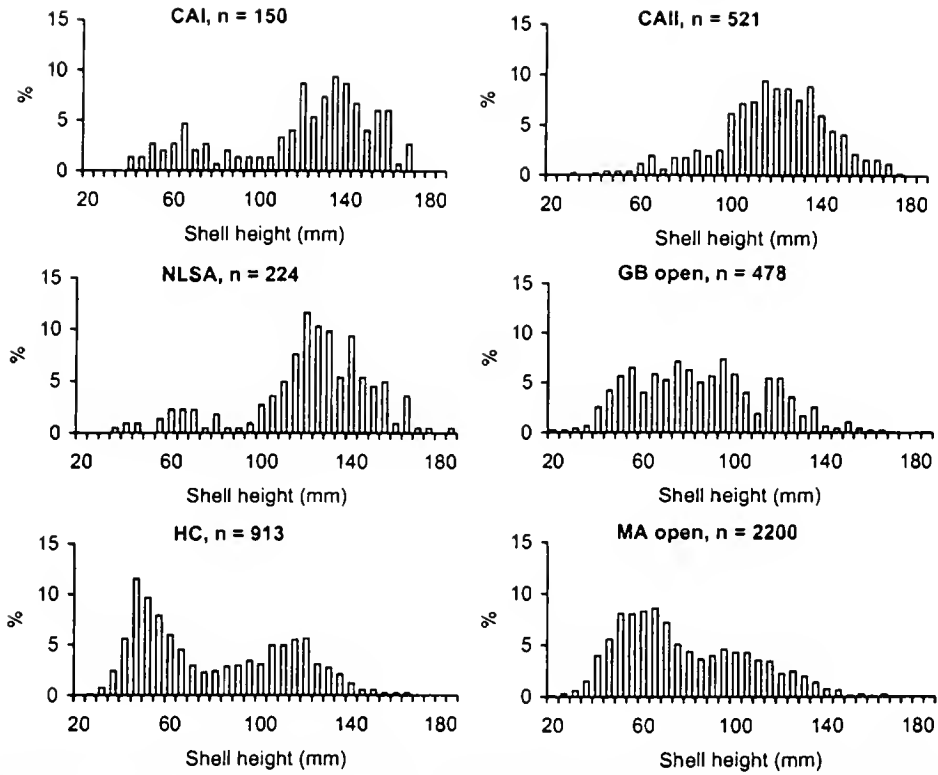 CAI, n = 150
15
10
5
0
%
20 60 100 140 180
Shell height (mm)
CAII, n = 521
15
10
5
0
%
20 60 100 140 180
Shell height (mm)
NLSA, n = 224
15
10
5
0
%
20 60 100 140 180
Shell height (mm)
GB open, n = 478
15
10
5
0
%
20 60 100 140 180
Shell height (mm)
HC, n = 913
15
10
5
0
%
20 60 100 140 180
Shell height (mm)
MA open, n = 2200
15
10
5
0
%
20 60 100 140 180
Shell height (mm)